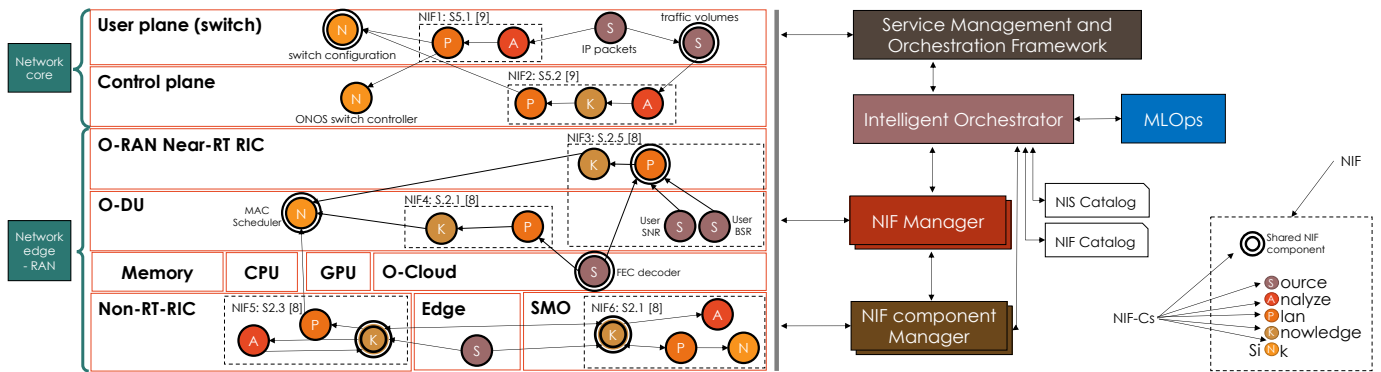 Network
core
User plane (switch)
NIF1: S5.1 [9]
traffic volumes
N
P
A
S
S
switch configuration
IP packets
Control plane
NIF2: S5.2 [9]
N
P
K
A
ONOS switch controller
Network
edge
- RAN
O-RAN Near-RT RIC
NIF3: S.2.5 [8]
K
P
O-DU
MAC
Scheduler
N
NIF4: S.2.1 [8]
K
P
User
SNR
S
S
User
BSR
Memory
CPU
GPU
O-Cloud
S
FEC decoder
Non-RT-RIC
NIF5: S2.3 [8]
P
A
K
Edge
S
SMO
NIF6: S2.1 [8]
K
A
P
N
Service Management and
Orchestration Framework
Intelligent Orchestrator
MLOps
NIF Manager
NIS Catalog
NIF Catalog
NIF component
Manager
NIF
Shared NIF
component
NIF-Cs
Source
Analyze
Plan
Knowledge
SiNk